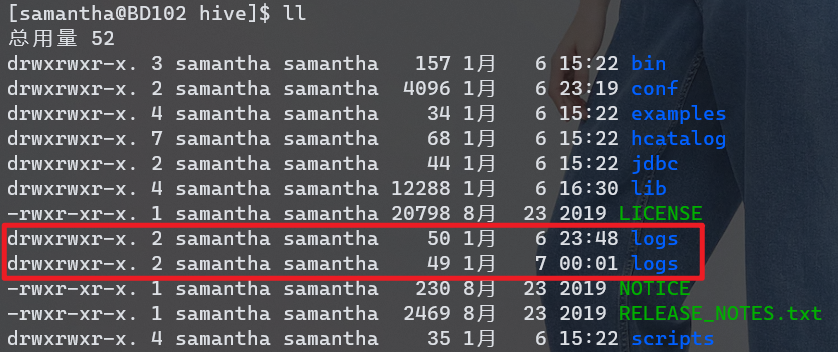 [samantha@BD102 hive]$ ll
总用量 52
drwxrwxr-x. 3 samantha samantha   157 1月   6 15:22 bin
drwxrwxr-x. 2 samantha samantha  4096 1月   6 23:19 conf
drwxrwxr-x. 4 samantha samantha    34 1月   6 15:22 examples
drwxrwxr-x. 7 samantha samantha    68 1月   6 15:22 hcatalog
drwxrwxr-x. 2 samantha samantha    44 1月   6 15:22 jdbc
drwxrwxr-x. 4 samantha samantha 12288 1月   6 16:30 lib
-rwxr-xr-x. 1 samantha samantha 20798 8月  23 2019 LICENSE
drwxrwxr-x. 2 samantha samantha    50 1月   6 23:48 logs
drwxrwxr-x. 2 samantha samantha    49 1月   7 00:01 logs
-rwxr-xr-x. 1 samantha samantha   230 8月  23 2019 NOTICE
-rwxr-xr-x. 1 samantha samantha  2469 8月  23 2019 RELEASE_NOTES.txt
drwxrwxr-x. 4 samantha samantha    35 1月   6 15:22 scripts